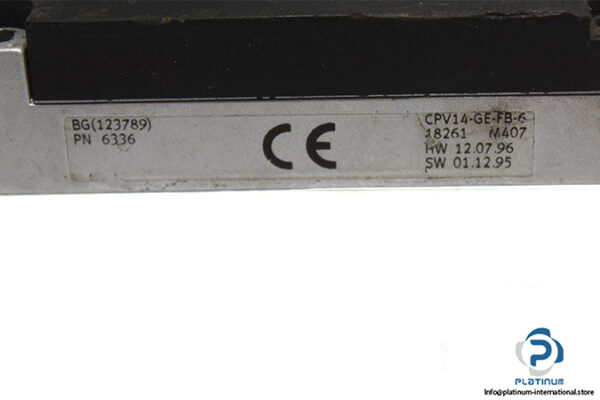 BG(123789)
PN 6336
CE
CPV14-GE-FB-6
18261 M407
HW 12.07.96
SW 01.12.95
PLATINUM
Info@platinum-international.store